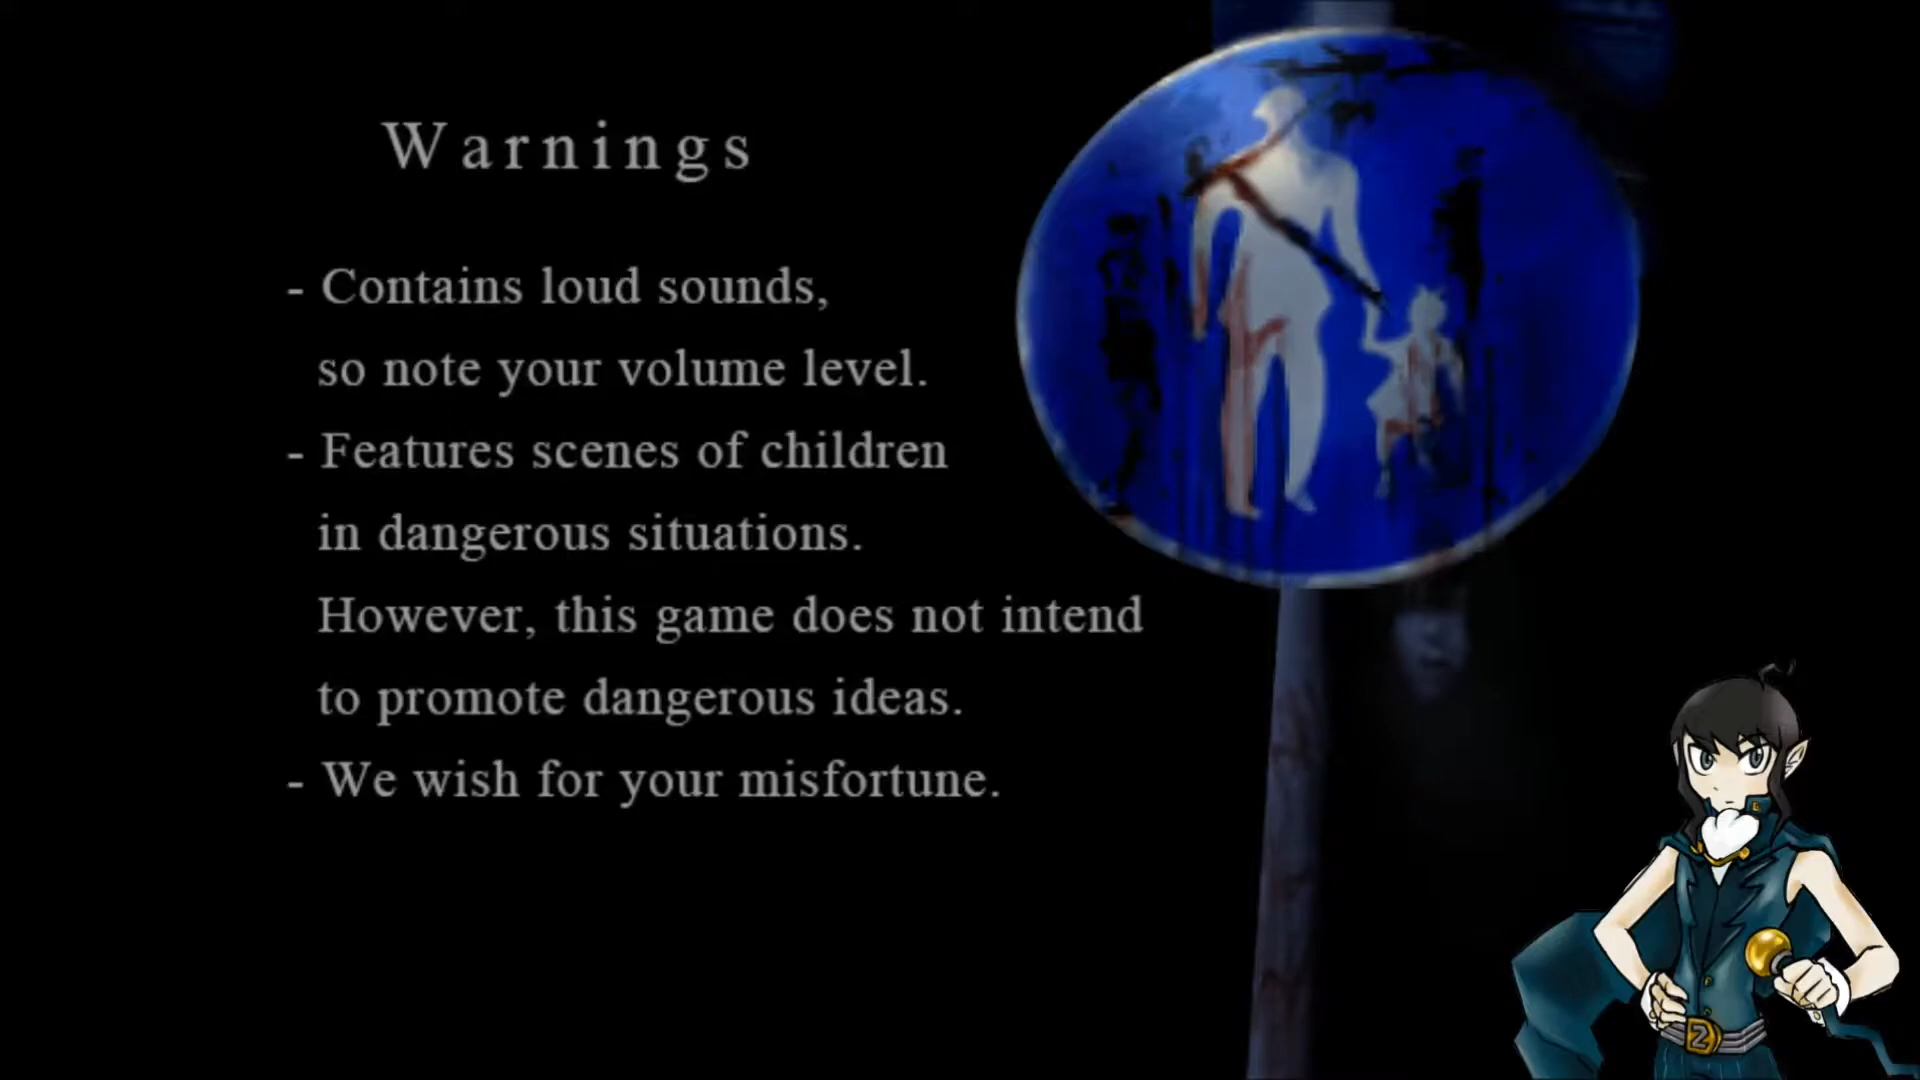 Warnings
- Contains loud sounds,
so note your volume level.
- Features scenes of children
in dangerous situations.
However, this game does not intend
to promote dangerous ideas.
- We wish for your misfortune.
Z